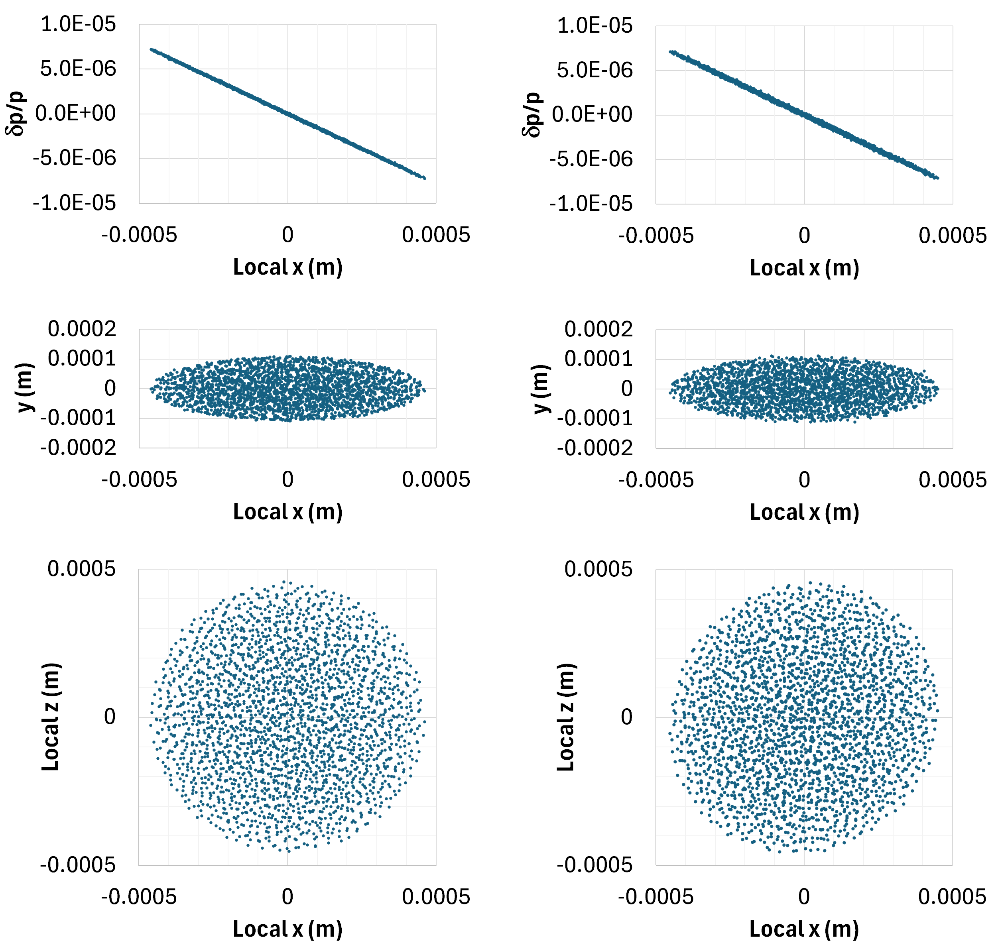 1.0E-05
5.0E-06
0.0E+00
-5.0E-06
-1.0E-05
δp/p
-0.0005 0 0.0005
Local x (m)
1.0E-05
5.0E-06
0.0E+00
-5.0E-06
-1.0E-05
δp/p
-0.0005 0 0.0005
Local x (m)
0.0002
0.0001
0
-0.0001
-0.0002
y (m)
-0.0005 0 0.0005
Local x (m)
0.0002
0.0001
0
-0.0001
-0.0002
y (m)
-0.0005 0 0.0005
Local x (m)
0.0005
0
-0.0005
Local z (m)
-0.0005 0 0.0005
Local x (m)
0.0005
0
-0.0005
Local z (m)
-0.0005 0 0.0005
Local x (m)